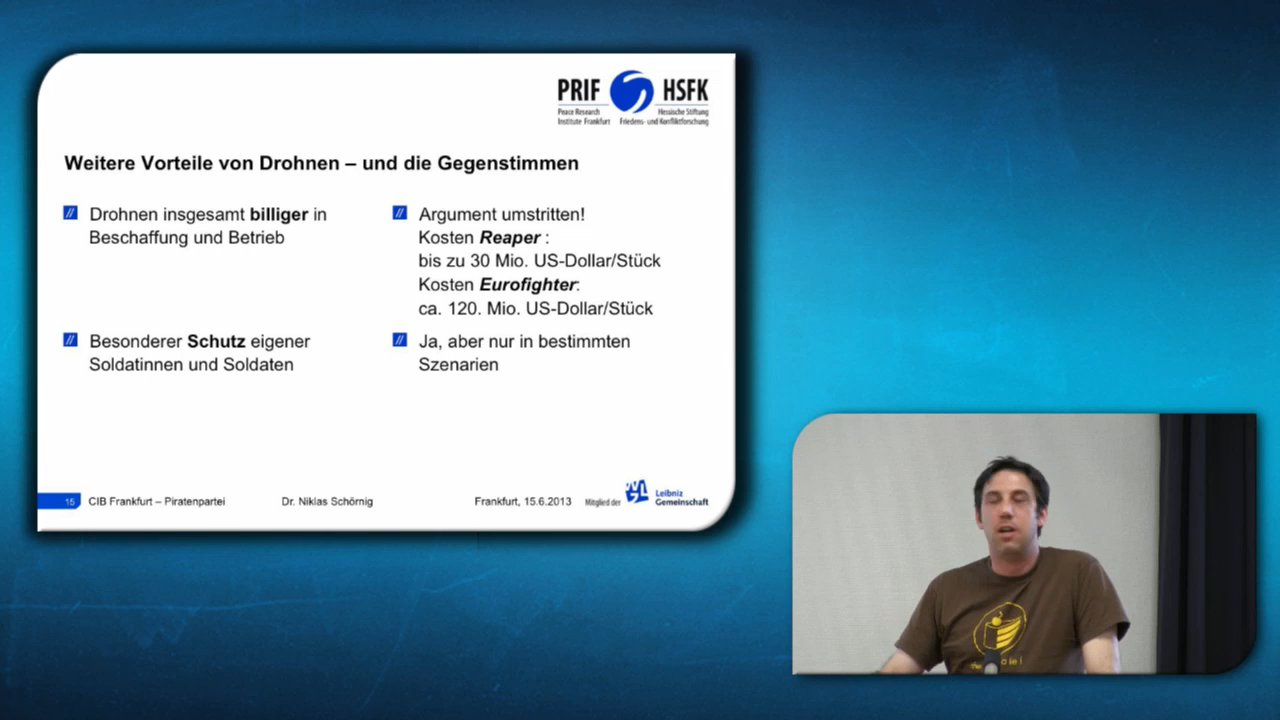 PRIF HSFK
Peace Research Hessische Stiftung
Institute Frankfurt Friedens- und Konfliktforschung
Weitere Vorteile von Drohnen – und die Gegenstimmen
Drohnen insgesamt billiger in
Beschaffung und Betrieb
Argument umstritten!
Kosten Reaper :
bis zu 30 Mio. US-Dollar/Stück
Kosten Eurofighter:
ca. 120. Mio. US-Dollar/Stück
Besonderer Schutz eigener
Soldatinnen und Soldaten
Ja, aber nur in bestimmten
Szenarien
15 CIB Frankfurt – Piratenpartei Dr. Niklas Schörnig Frankfurt, 15.6.2013 Mitglied der
Leibniz
Gemeinschaft